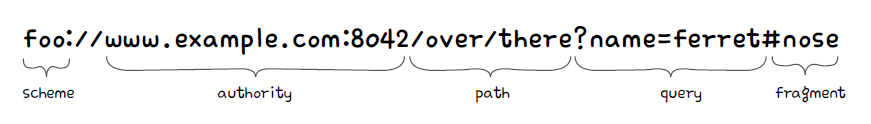 foo://www.example.com:8042/over/there?name=ferret#nose
scheme authority path query fragment